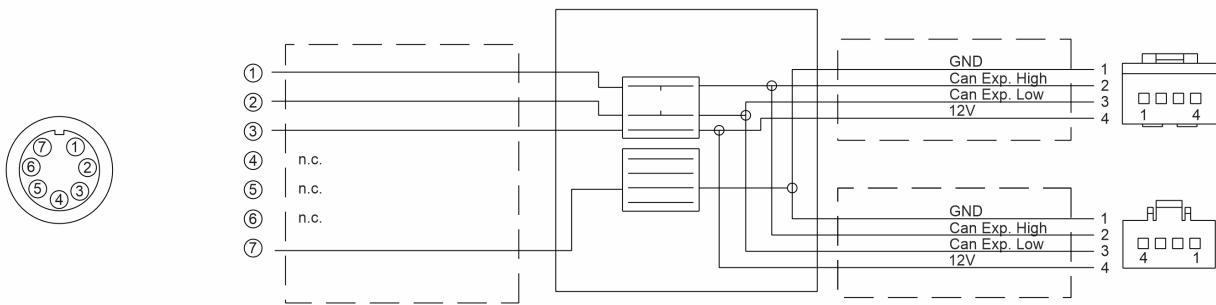 7 1
6 2
5 3
4
①
②
③
④ n.c.
⑤ n.c.
⑥ n.c.
⑦
GND 1
Can Exp. High 2
Can Exp. Low 3
12V 4
1 4
GND 1
Can Exp. High 2
Can Exp. Low 3
12V 4
4 1